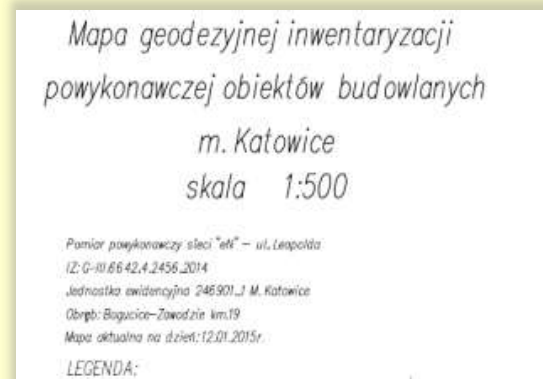 Mapa geodezyjnej inwentaryzacji
powykonawczej obiektów budowlanych
m. Katowice
skala 1:500
Pomiar powykonawczy sieci "eN" – ul. Leopolda
IZ: G-III.6642.4.2456.2014
Jednostka ewidencyjna 246901_1 M. Katowice
Obręb: Bogucice-Zawodzie km.19
Mapa aktualna na dzień: 12.01.2015r.
LEGENDA: